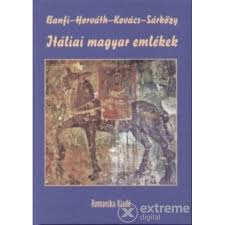 Banfi–Horváth–Kovács–Sárközy
Itáliai magyar emlékek
Romanika Kiadó
extreme
digital